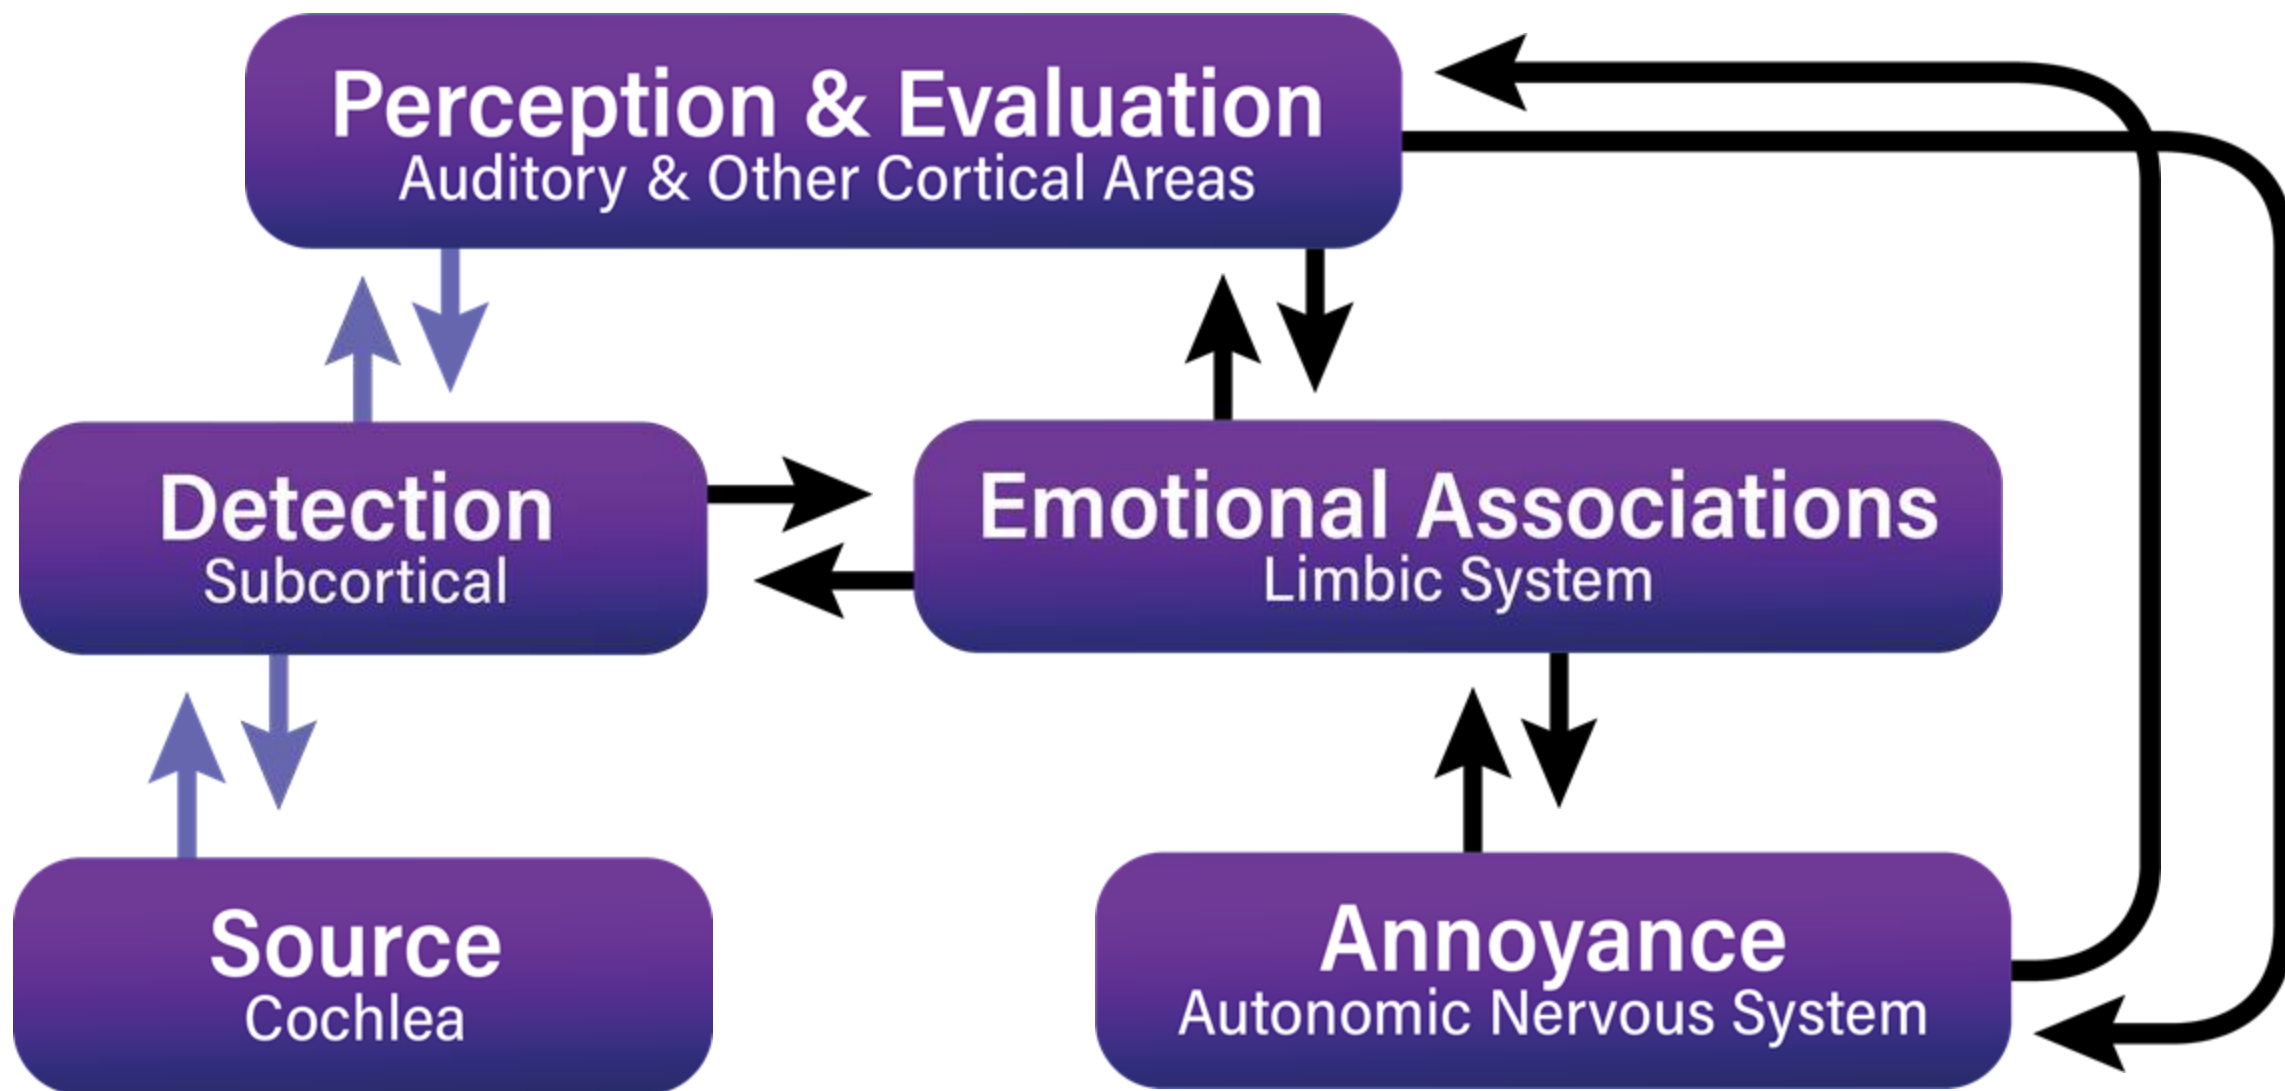 Perception & Evaluation
Auditory & Other Cortical Areas
Detection
Subcortical
Emotional Associations
Limbic System
Source
Cochlea
Annoyance
Autonomic Nervous System